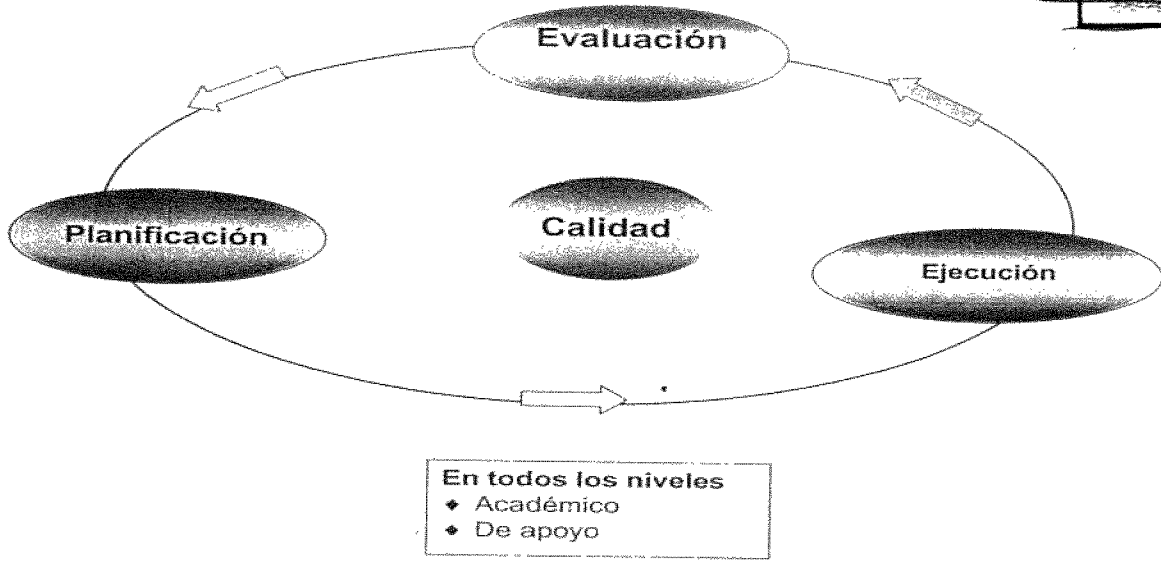 Evaluación
Planificación
Calidad
Ejecución
En todos los niveles
◆ Académico
◆ De apoyo